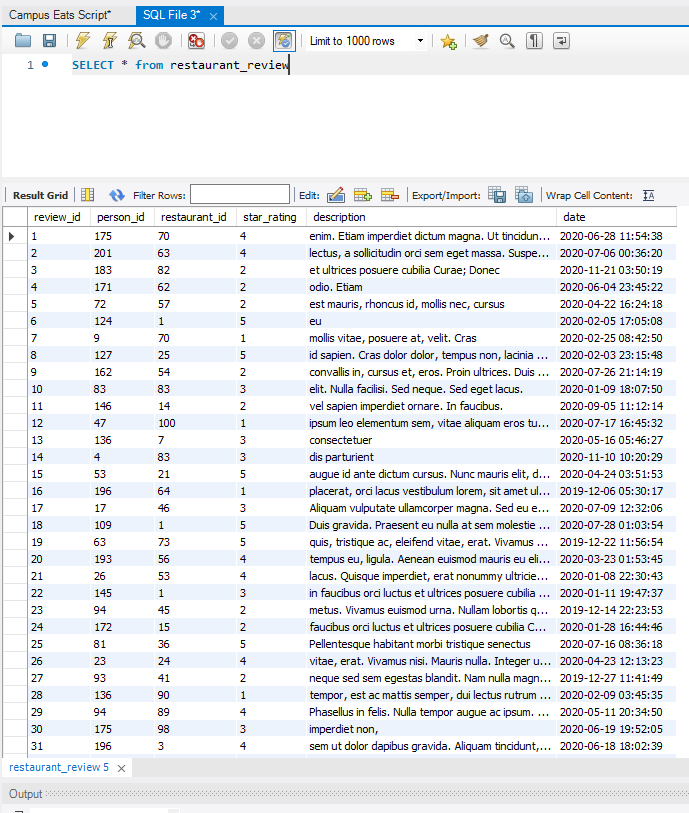 Campus Eats Script* SQL File 3* ×
Limit to 1000 rows
1 SELECT * from restaurant_review
Result Grid Filter Rows: Edit: Export/Import: Wrap Cell Content: IA
review_id person_id restaurant_id star_rating description date
1 175 70 4 enim. Etiam imperdiet dictum magna. Ut tincidun... 2020-06-28 11:54:38
2 201 63 4 lectus, a sollicitudin orci sem eget massa. Suspe... 2020-07-06 00:36:20
3 183 82 2 et ultrices posuere cubilia Curae; Donec 2020-11-21 03:50:19
4 171 62 2 odio. Etiam 2020-06-04 23:45:22
5 72 57 2 est mauris, rhoncus id, mollis nec, cursus 2020-04-22 16:24:18
6 124 1 5 eu 2020-02-05 17:05:08
7 9 70 1 mollis vitae, posuere at, velit. Cras 2020-02-25 08:42:50
8 127 25 5 id sapien. Cras dolor dolor, tempus non, lacinia ... 2020-02-03 23:15:48
9 162 54 2 convallis in, cursus et, eros. Proin ultrices. Duis ... 2020-07-26 21:14:19
10 83 83 3 elit. Nulla facilisi. Sed neque. Sed eget lacus. 2020-01-09 18:07:50
11 146 14 2 vel sapien imperdiet ornare. In faucibus. 2020-09-05 11:12:14
12 47 100 1 ipsum leo elementum sem, vitae aliquam eros tu... 2020-07-17 16:45:32
13 136 7 3 consectetuer 2020-05-16 05:46:27
14 4 83 3 dis parturient 2020-11-10 10:20:29
15 53 21 5 augue id ante dictum cursus. Nunc mauris elit, d... 2020-04-24 03:51:53
16 196 64 1 placerat, orci lacus vestibulum lorem, sit amet ul... 2019-12-06 05:30:17
17 17 46 3 Aliquam vulputate ullamcorper magna. Sed eu e... 2020-07-09 12:32:06
18 109 1 5 Duis gravida. Praesent eu nulla at sem molestie ... 2020-07-28 01:03:54
19 63 73 5 quis, tristique ac, eleifend vitae, erat. Vivamus ... 2019-12-22 11:56:54
20 193 56 4 tempus eu, ligula. Aenean euismod mauris eu eli... 2020-03-23 01:53:45
21 26 53 4 lacus. Quisque imperdiet, erat nonummy ultricie... 2020-01-08 22:30:43
22 145 1 3 in faucibus orci luctus et ultrices posuere cubilia ... 2020-01-11 19:47:37
23 94 45 2 metus. Vivamus euismod urna. Nullam lobortis q... 2019-12-14 22:23:53
24 172 15 2 faucibus orci luctus et ultrices posuere cubilia C... 2020-01-28 16:44:46
25 81 36 5 Pellentesque habitant morbi tristique senectus 2020-07-16 08:36:18
26 23 24 4 vitae, erat. Vivamus nisi. Mauris nulla. Integer u... 2020-04-23 12:13:23
27 93 41 2 neque sed sem egestas blandit. Nam nulla magn... 2019-12-27 11:41:49
28 136 90 1 tempor, est ac mattis semper, dui lectus rutrum ... 2020-02-09 03:45:35
29 94 89 4 Phasellus in felis. Nulla tempor augue ac ipsum. ... 2020-05-11 20:34:50
30 175 98 3 imperdiet non, 2020-06-19 19:52:05
31 196 3 4 sem ut dolor dapibus gravida. Aliquam tincidunt,... 2020-06-18 18:02:39
restaurant_review 5 ×
Output